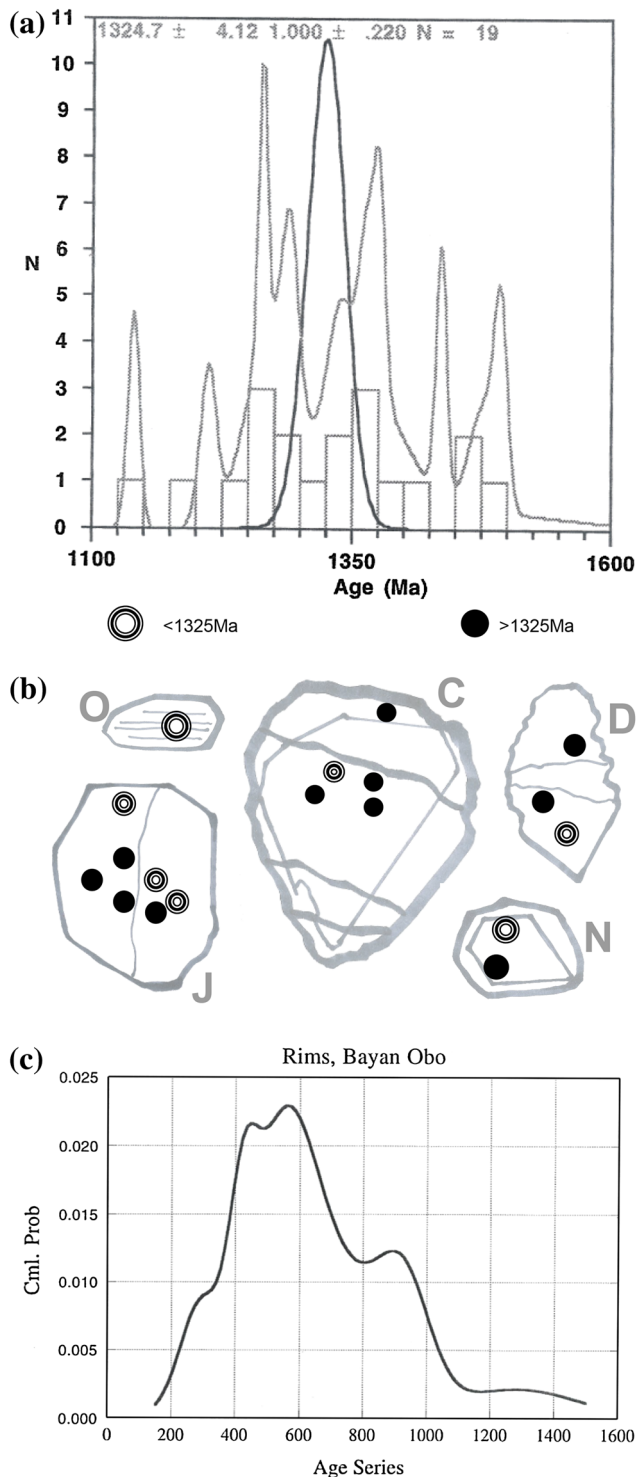 (a)
1324.7 ± 4.12 1.000 ± .220 N = 19
11
10
9
8
7
6
5
4
3
2
1
0
N
1100 1350 1600
Age (Ma)
<1325Ma >1325Ma
(b)
O C D
J N
(c)
Rims, Bayan Obo
0.025
0.020
0.015
0.010
0.005
0.000
Cml. Prob
0 200 400 600 800 1000 1200 1400 1600
Age Series